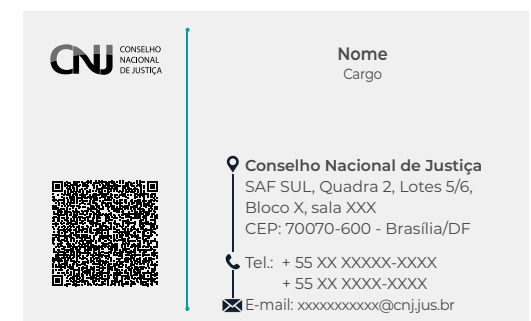 CNJ
CONSELHO
NACIONAL
DE JUSTIÇA
Nome
Cargo
Conselho Nacional de Justiça
SAF SUL, Quadra 2, Lotes 5/6,
Bloco X, sala XXX
CEP: 70070-600 - Brasília/DF
Tel.: + 55 XX XXXXX-XXXX
+ 55 XX XXXX-XXXX
E-mail: xxxxxxxxxxx@cnj.jus.br